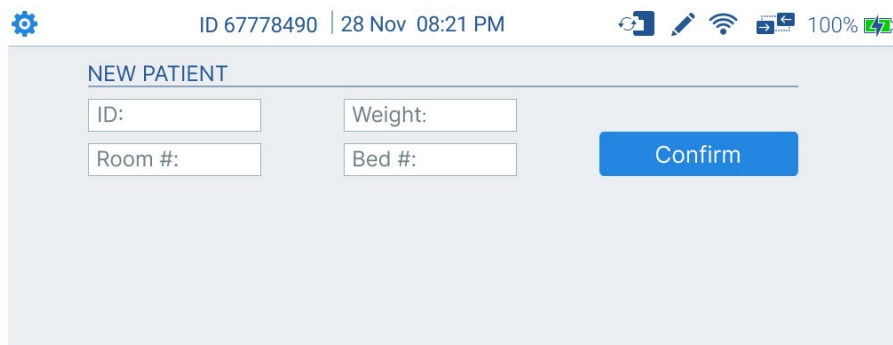 ID 67778490 28 Nov 08:21 PM 100%
NEW PATIENT
ID: Weight:
Room #: Bed #:
Confirm